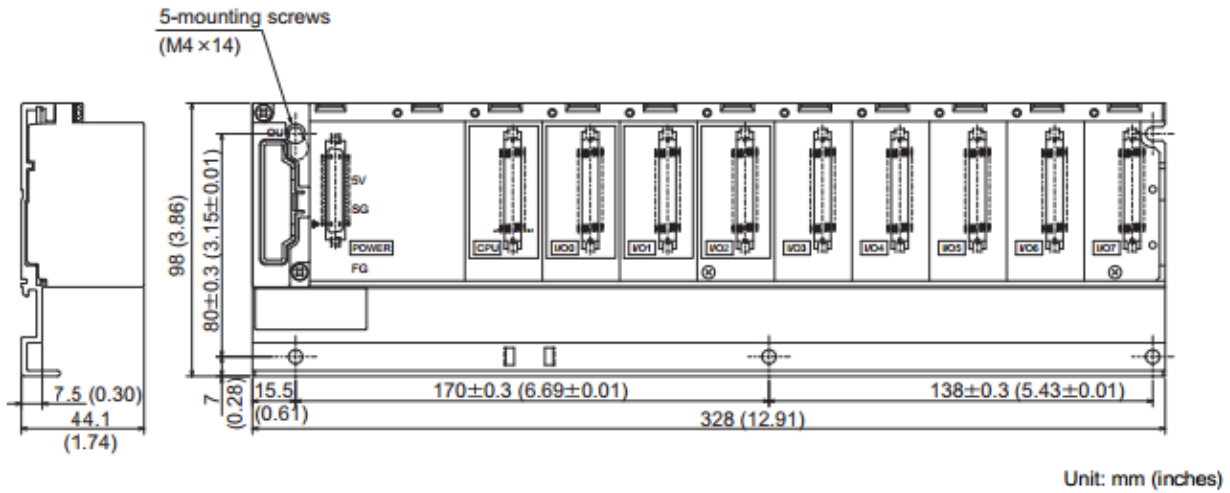 5-mounting screws
(M4×14)
OUT
5V
SG
POWER
FG
CPU
I/O0
I/O1
I/O2
I/O3
I/O4
I/O5
I/O6
I/O7
98 (3.86)
80±0.3 (3.15±0.01)
7
(0.28)
7.5 (0.30)
44.1
(1.74)
15.5
(0.61)
170±0.3 (6.69±0.01)
138±0.3 (5.43±0.01)
328 (12.91)
Unit: mm (inches)